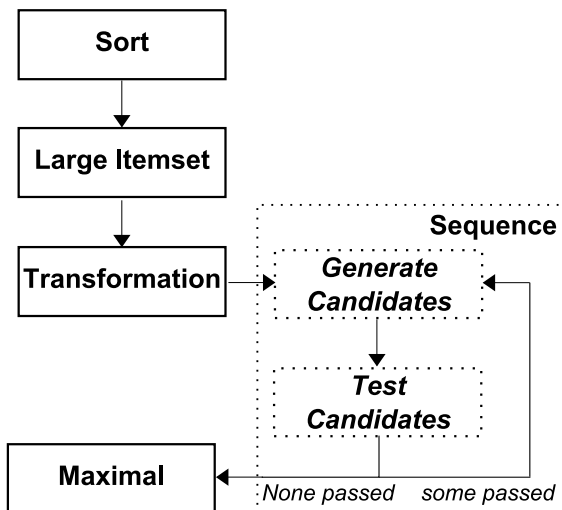 Sort
Large Itemset
Sequence
Transformation
Generate
Candidates
Test
Candidates
Maximal
None passed
some passed